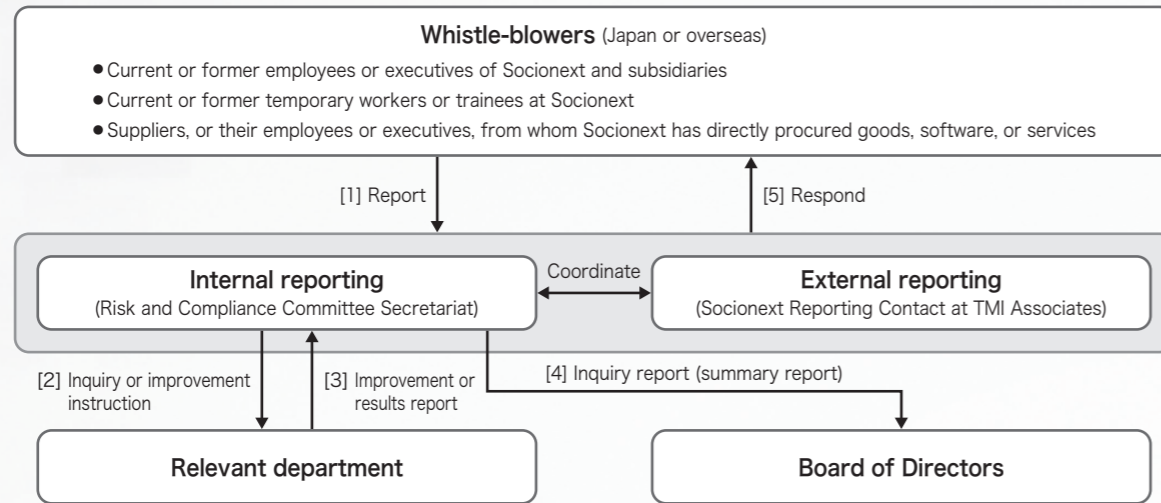 Whistle-blowers (Japan or overseas)
● Current or former employees or executives of Socionext and subsidiaries
● Current or former temporary workers or trainees at Socionext
● Suppliers, or their employees or executives, from whom Socionext has directly procured goods, software, or services
[1] Report
[5] Respond
Internal reporting
(Risk and Compliance Committee Secretariat)
Coordinate
External reporting
(Socionext Reporting Contact at TMI Associates)
[2] Inquiry or improvement
instruction
[3] Improvement or
results report
[4] Inquiry report (summary report)
Relevant department
Board of Directors